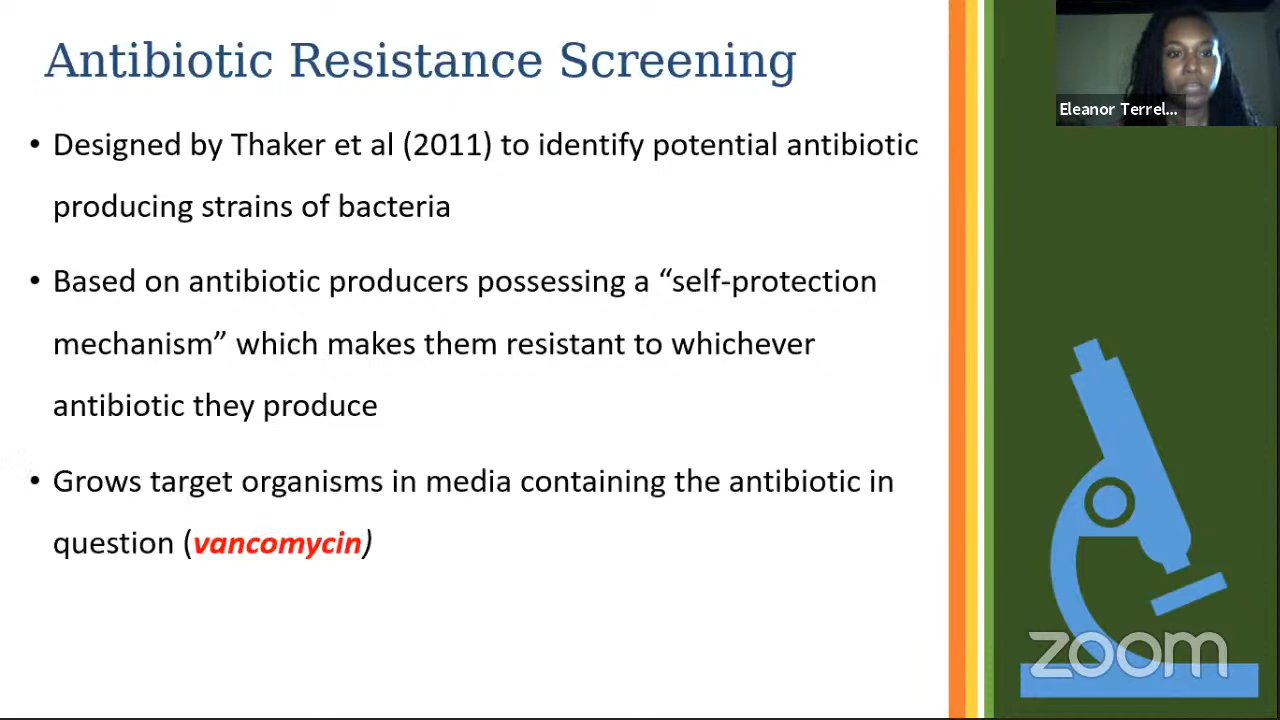 Antibiotic Resistance Screening
Eleanor Terrel...
• Designed by Thaker et al (2011) to identify potential antibiotic
producing strains of bacteria
• Based on antibiotic producers possessing a “self-protection
mechanism” which makes them resistant to whichever
antibiotic they produce
• Grows target organisms in media containing the antibiotic in
question (vancomycin)
zoom